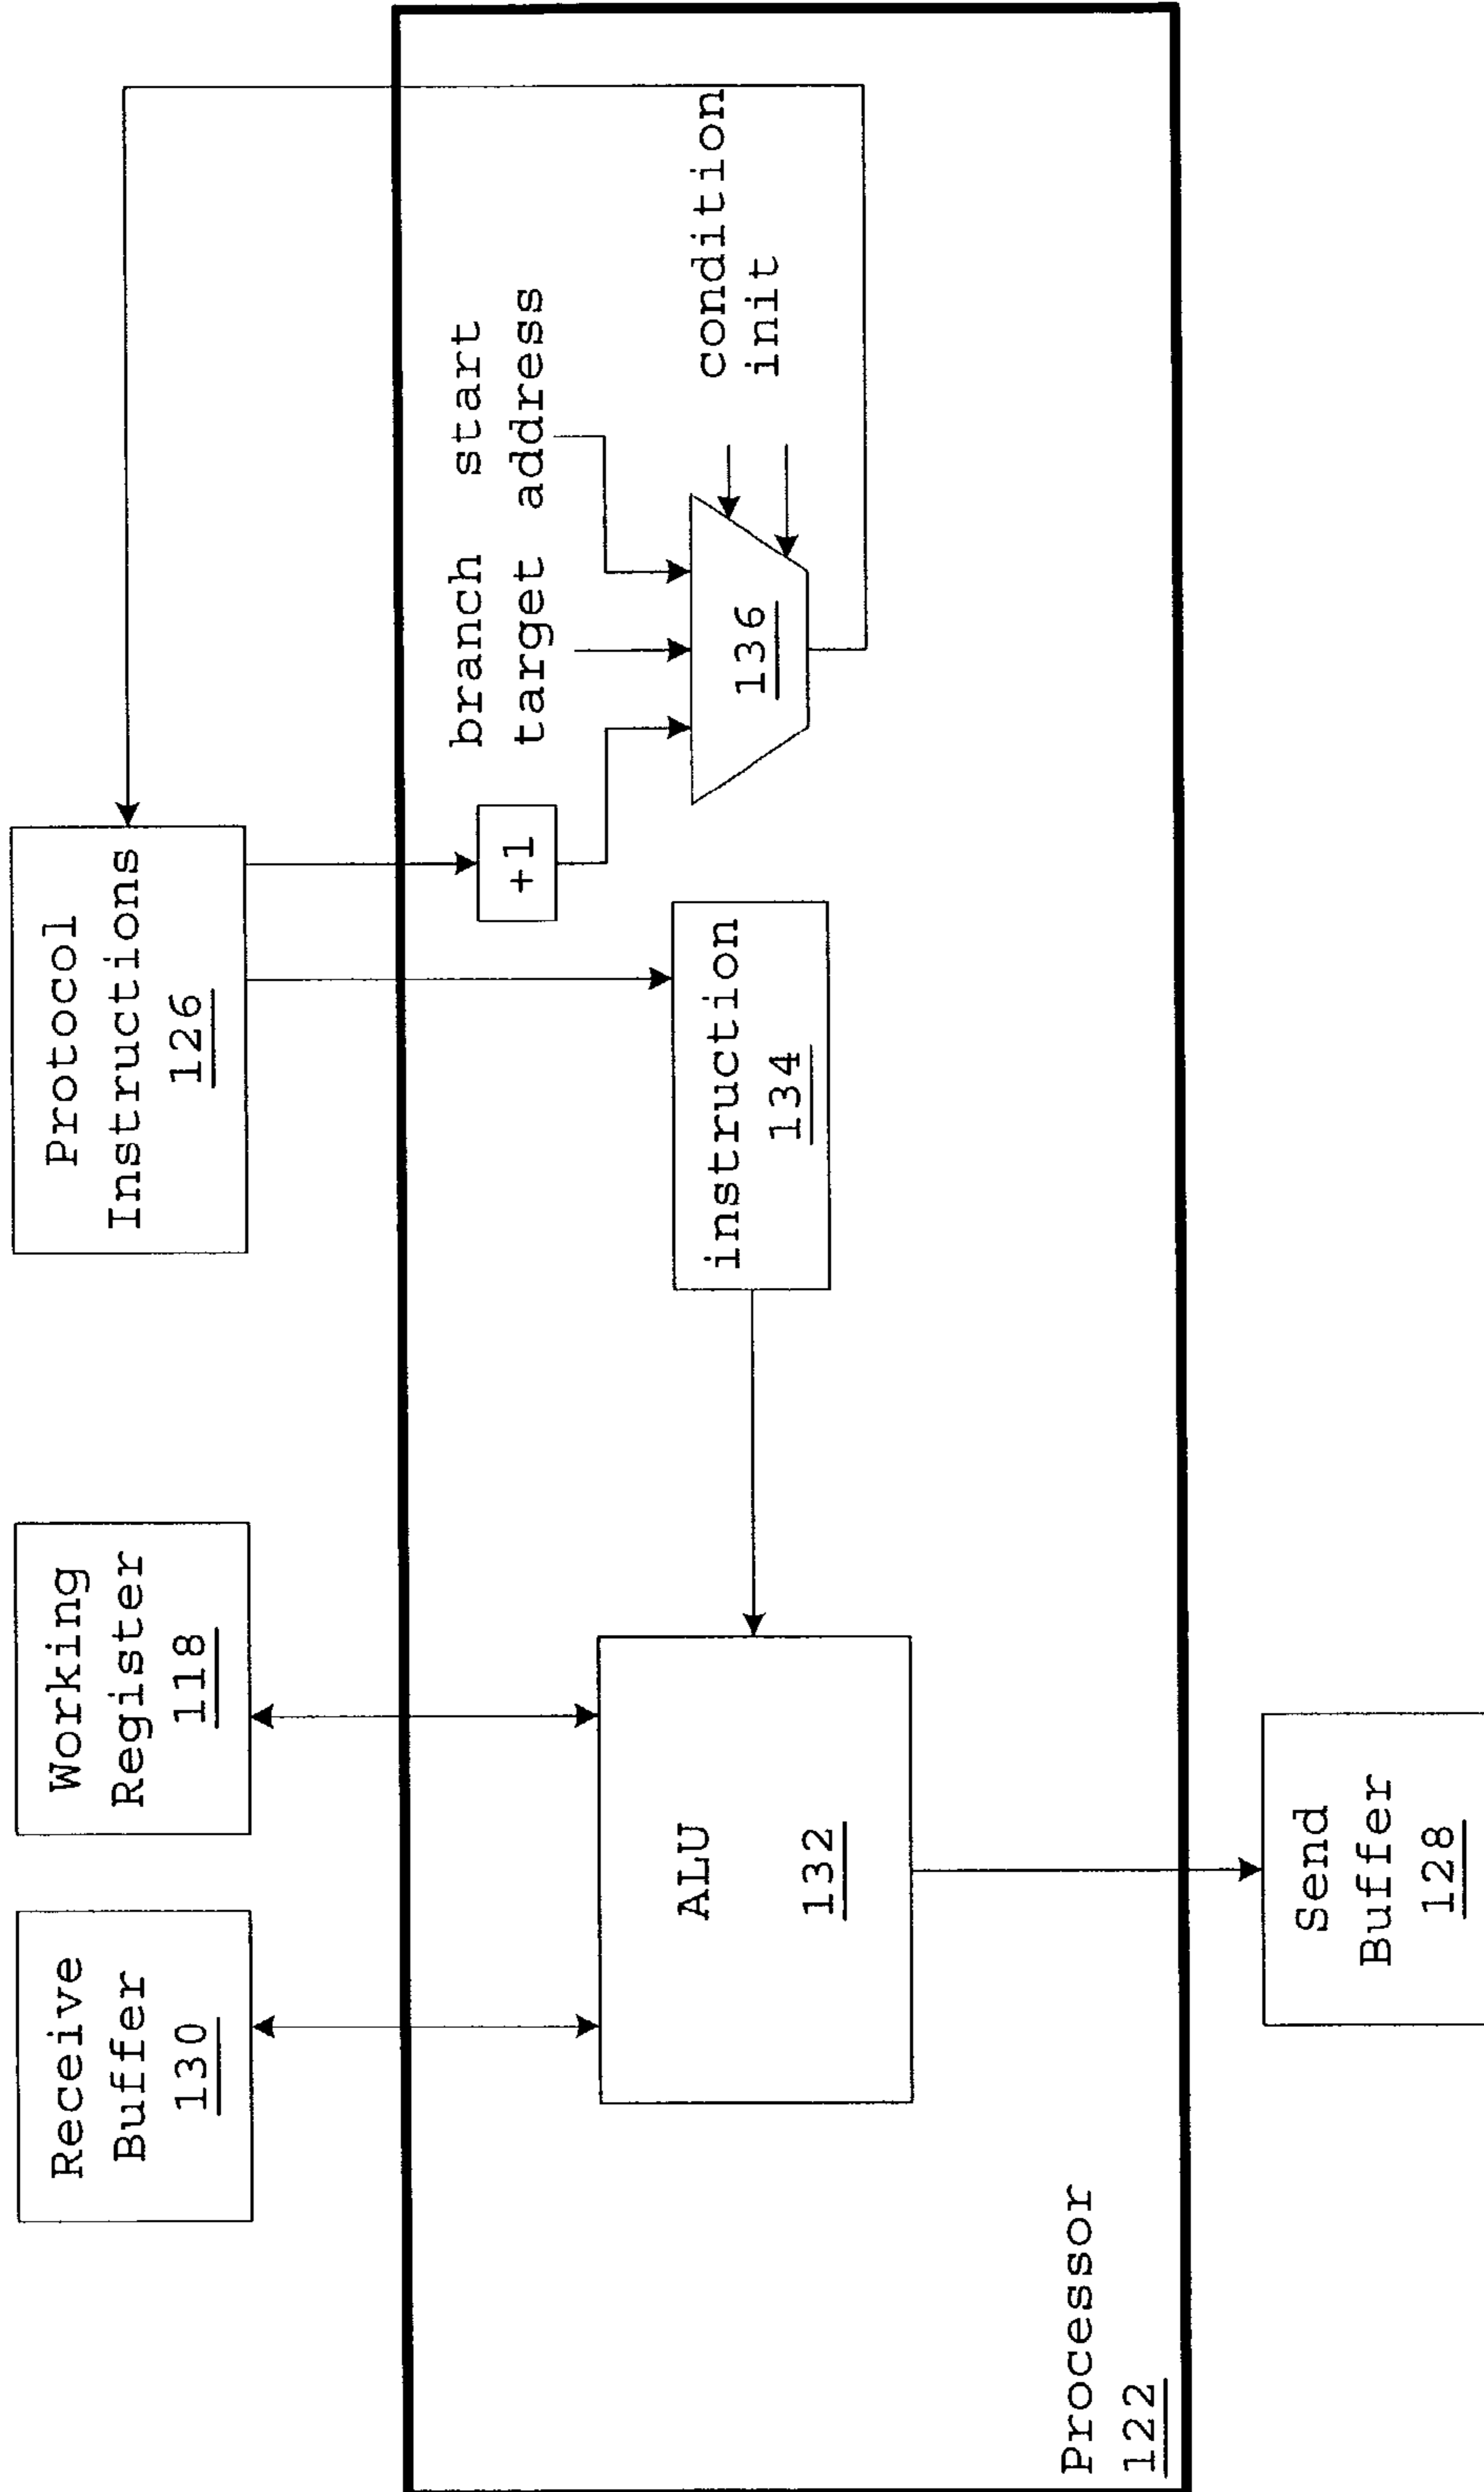 Receive
Buffer
130
Working
Register
118
Protocol
Instructions
126
+1
branch start
target address
instruction
134
136
condition
init
ALU
132
Processor
122
Send
Buffer
128